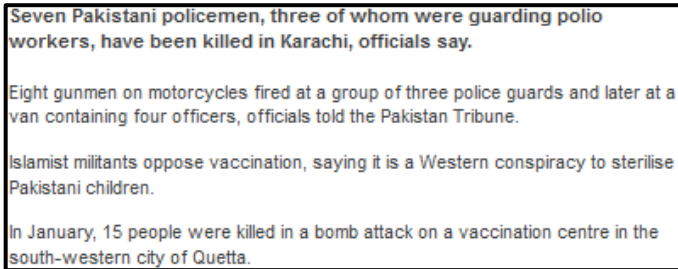 Seven Pakistani policemen, three of whom were guarding polio
workers, have been killed in Karachi, officials say.
Eight gunmen on motorcycles fired at a group of three police guards and later at a
van containing four officers, officials told the Pakistan Tribune.
Islamist militants oppose vaccination, saying it is a Western conspiracy to sterilise
Pakistani children.
In January, 15 people were killed in a bomb attack on a vaccination centre in the
south-western city of Quetta.